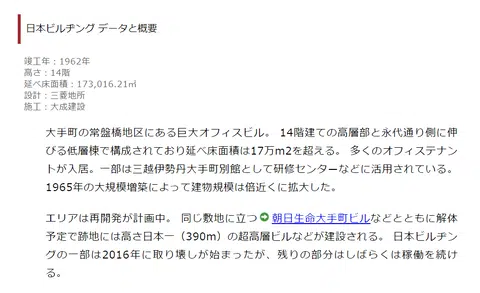 日本ビルヂング データと概要
竣工年：1962年
高さ：14階
延べ床面積：173,016.21㎡
設計：三菱地所
施工：大成建設
大手町の常盤橋地区にある巨大オフィスビル。 14階建ての高層部と永代通り側に伸
びる低層棟で構成されており延べ床面積は17万m2を超える。 多くのオフィステナン
トが入居。一部は三越伊勢丹大手町別館として研修センターなどに活用されている。
1965年の大規模増築によって建物規模は倍近くに拡大した。
エリアは再開発が計画中。 同じ敷地に立つ 朝日生命大手町ビルなどとともに解体
予定で跡地には高さ日本一（390m）の超高層ビルなどが建設される。 日本ビルヂン
グの一部は2016年に取り壊しが始まったが、残りの部分はしばらくは稼働を続け
る。